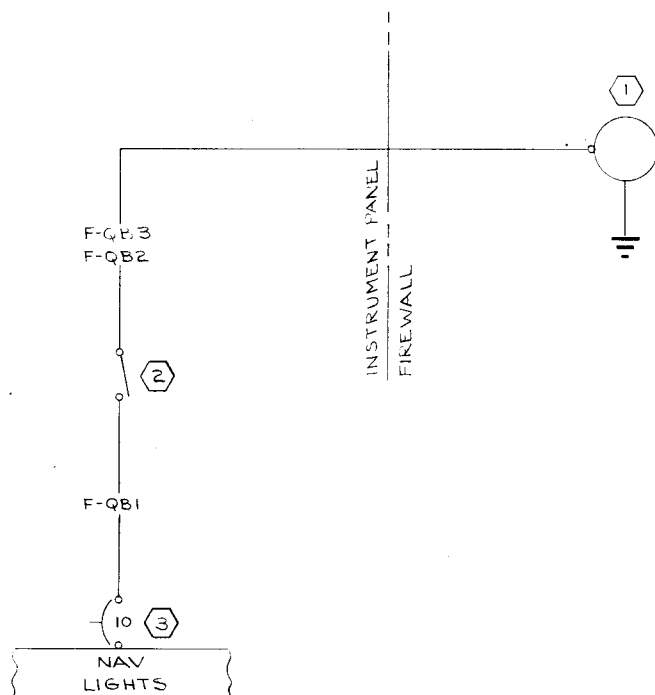 1
F-QB3
F-QB2
INSTRUMENT PANEL
FIREWALL
2
F-QB1
10
3
NAV
LIGHTS